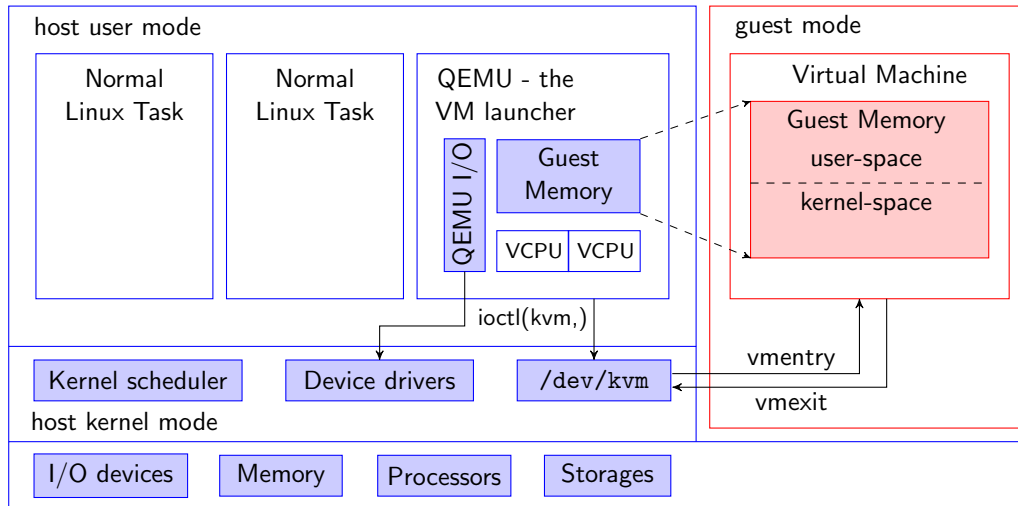 host user mode
guest mode
Normal
Linux Task
Normal
Linux Task
QEMU - the
VM launcher
QEMU I/O
Guest
Memory
VCPU
VCPU
Virtual Machine
Guest Memory
user-space
kernel-space
ioctl(kvm,)
Kernel scheduler
Device drivers
/dev/kvm
vmentry
vmexit
host kernel mode
I/O devices
Memory
Processors
Storages